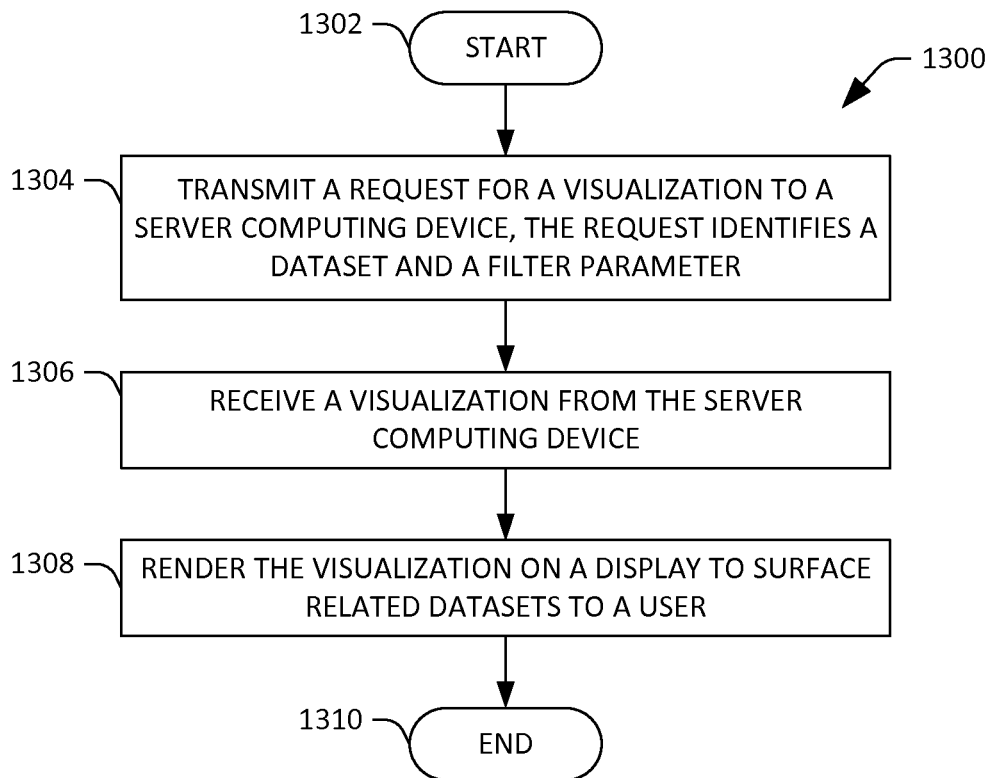 1302
START
1300
1304
TRANSMIT A REQUEST FOR A VISUALIZATION TO A
SERVER COMPUTING DEVICE, THE REQUEST IDENTIFIES A
DATASET AND A FILTER PARAMETER
1306
RECEIVE A VISUALIZATION FROM THE SERVER
COMPUTING DEVICE
1308
RENDER THE VISUALIZATION ON A DISPLAY TO SURFACE
RELATED DATASETS TO A USER
1310
END